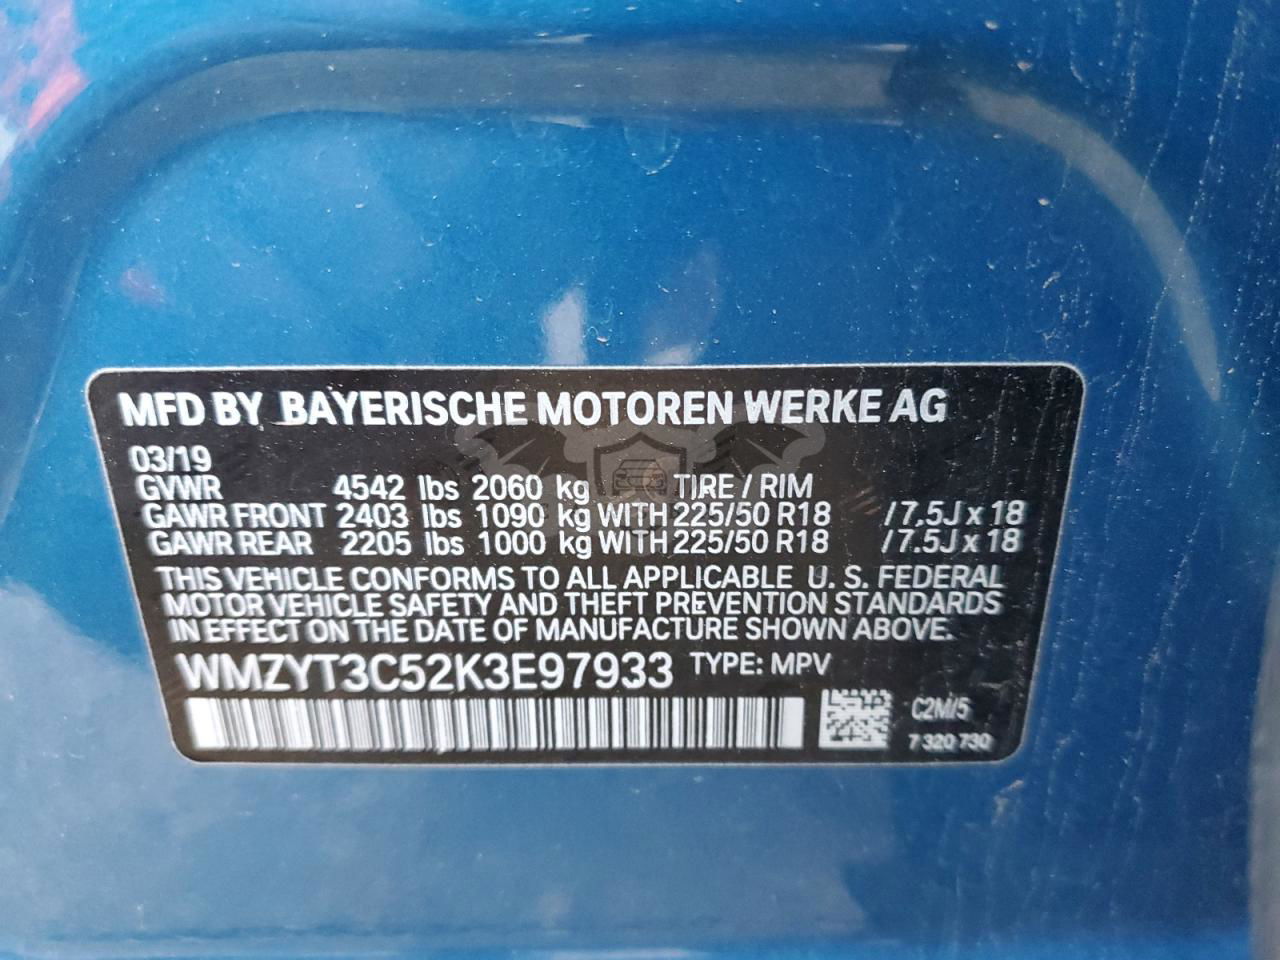 MFD BY BAYERISCHE MOTOREN WERKE AG
03/19
GVWR 4542 lbs 2060 kg TIRE / RIM
GAWR FRONT 2403 lbs 1090 kg WITH 225/50 R18 / 7.5J x 18
GAWR REAR 2205 lbs 1000 kg WITH 225/50 R18 / 7.5J x 18
THIS VEHICLE CONFORMS TO ALL APPLICABLE U. S. FEDERAL
MOTOR VEHICLE SAFETY AND THEFT PREVENTION STANDARDS
IN EFFECT ON THE DATE OF MANUFACTURE SHOWN ABOVE.
WMZYT3C52K3E97933 TYPE: MPV
C2M/5
7 320 730